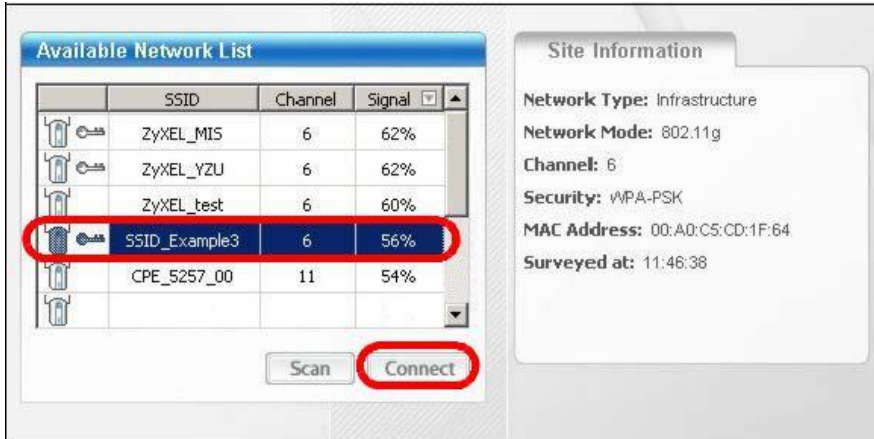 Available Network List
SSID Channel Signal
ZyXEL_MIS 6 62%
ZyXEL_YZU 6 62%
ZyXEL_test 6 60%
SSID_Example3 6 56%
CPE_5257_00 11 54%
Scan Connect
Site Information
Network Type: Infrastructure
Network Mode: 802.11g
Channel: 6
Security: WPA-PSK
MAC Address: 00:A0:C5:CD:1F:64
Surveyed at: 11:46:38